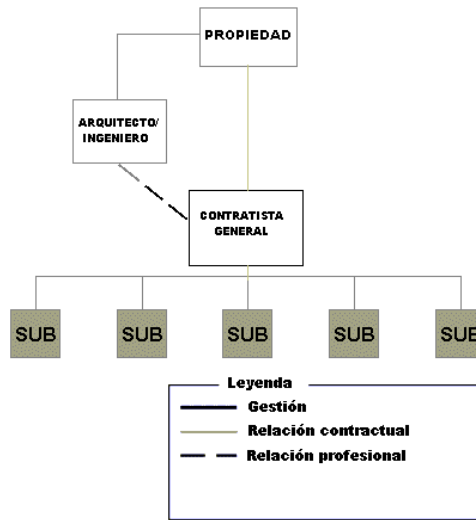 PROPIEDAD
ARQUITECTO/
INGENIERO
CONTRATISTA
GENERAL
SUB SUB SUB SUB SUB
Leyenda
Gestión
Relación contractual
Relación profesional